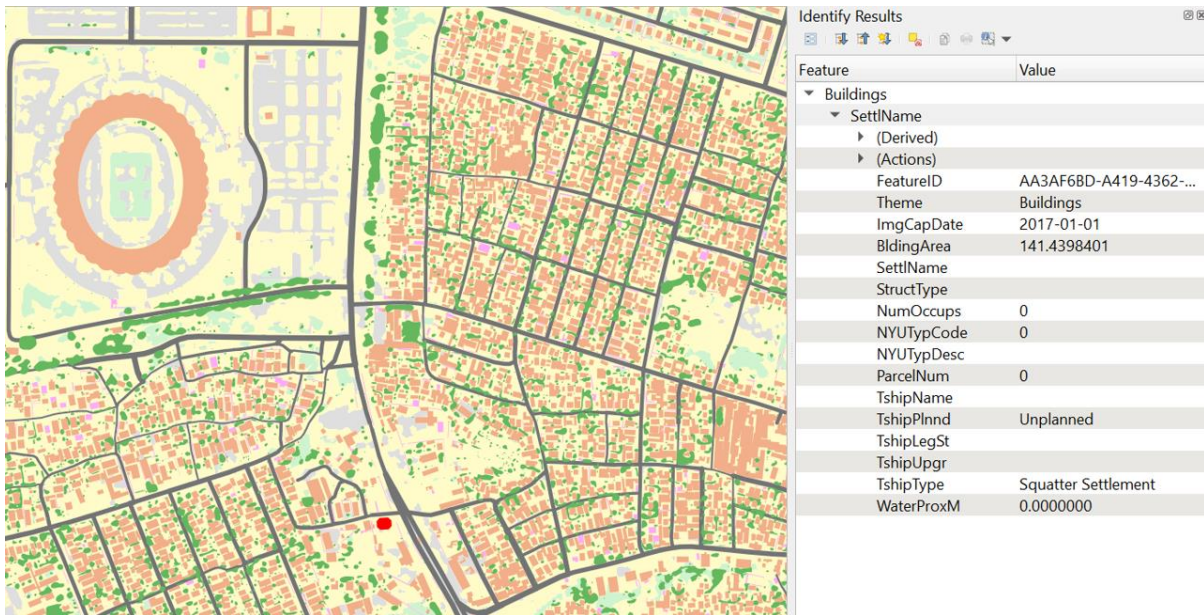 Identify Results
Feature Value
Buildings
SettlName
(Derived)
(Actions)
FeatureID AA3AF6BD-A419-4362-...
Theme Buildings
ImgCapDate 2017-01-01
BldingArea 141.4398401
SettlName
StructType
NumOccups 0
NYUTypCode 0
NYUTypDesc
ParcelNum 0
TshipName
TshipPlnnd Unplanned
TshipLegSt
TshipUpgr
TshipType Squatter Settlement
WaterProxM 0.0000000